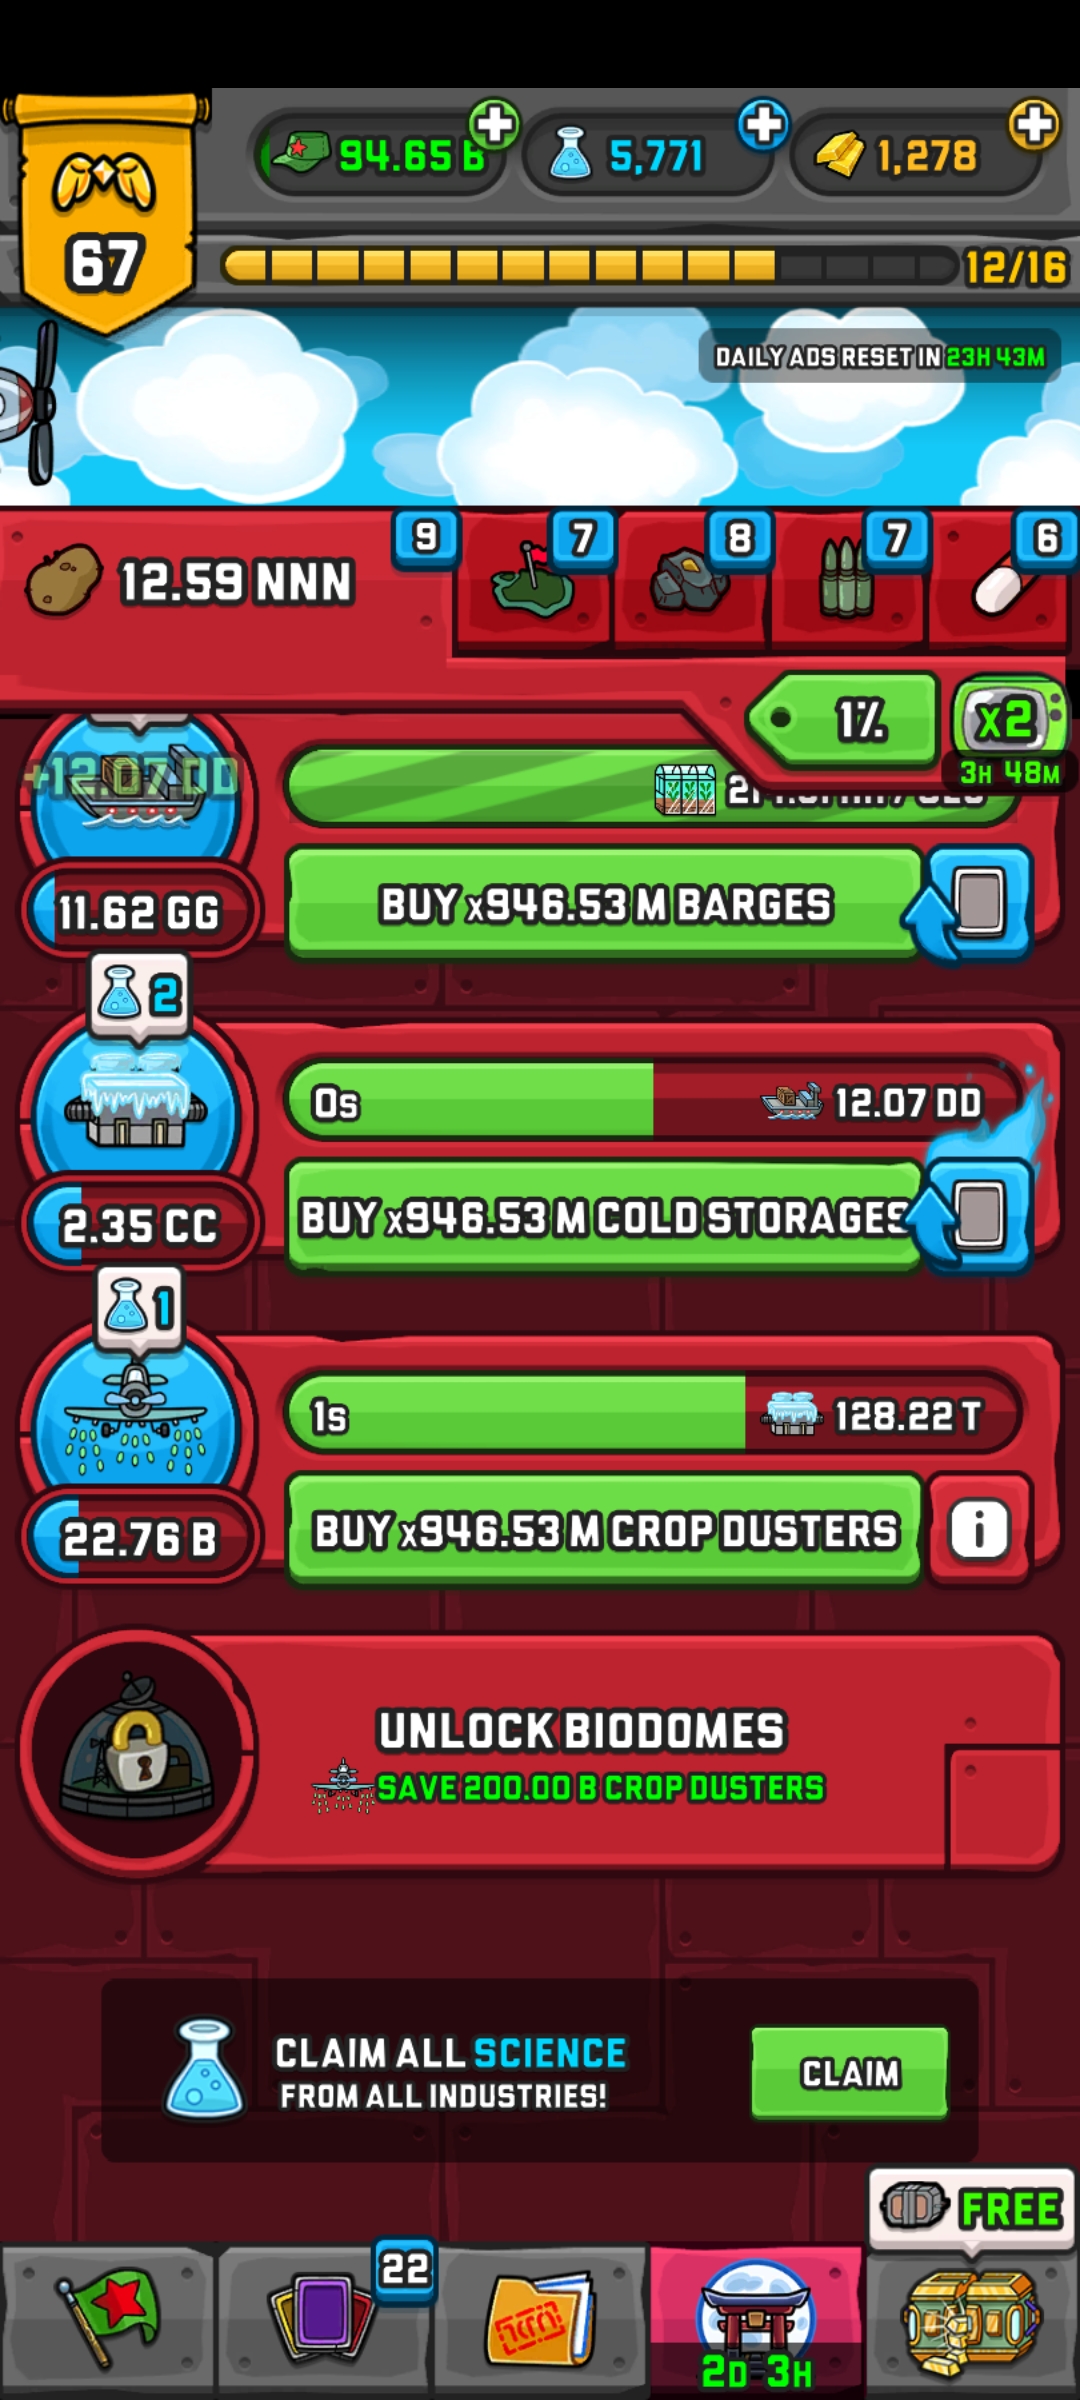 94.65 B
5,771
1,278
67
12/16
DAILY ADS RESET IN 23H 43M
12.59 NNN
9
7
8
7
6
1%
x2
3H 48M
+12.07 DD
11.62 GG
BUY x946.53 M BARGES
2
0s
12.07 DD
2.35 CC
BUY x946.53 M COLD STORAGES
1
1s
128.22 T
22.76 B
BUY x946.53 M CROP DUSTERS
i
UNLOCK BIODOMES
SAVE 200.00 B CROP DUSTERS
CLAIM ALL SCIENCE
FROM ALL INDUSTRIES!
CLAIM
FREE
22
2D 3H